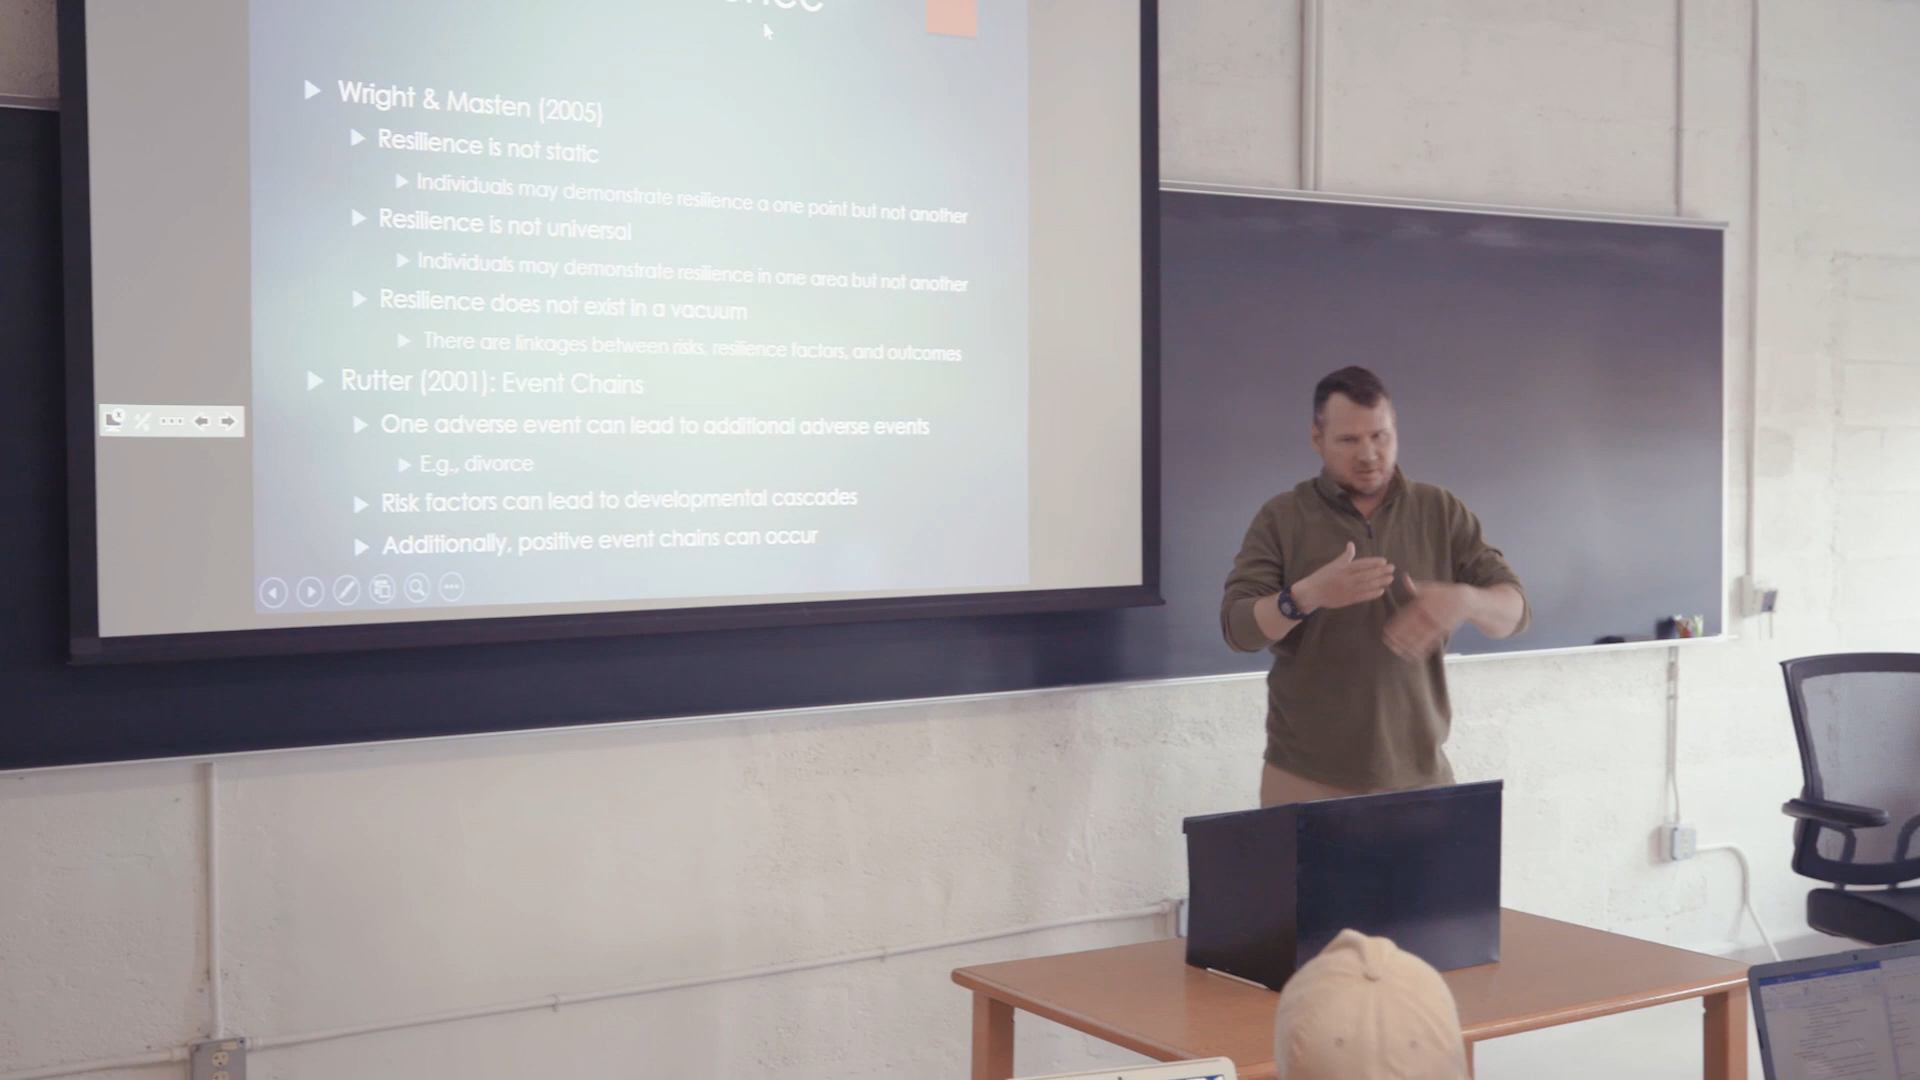 Wright & Masten (2005)
Resilience is not static
Individuals may demonstrate resilience a one point but not another
Resilience is not universal
Individuals may demonstrate resilience in one area but not another
Resilience does not exist in a vacuum
There are linkages between risks, resilience factors, and outcomes
Rutter (2001): Event Chains
One adverse event can lead to additional adverse events
E.g., divorce
Risk factors can lead to developmental cascades
Additionally, positive event chains can occur